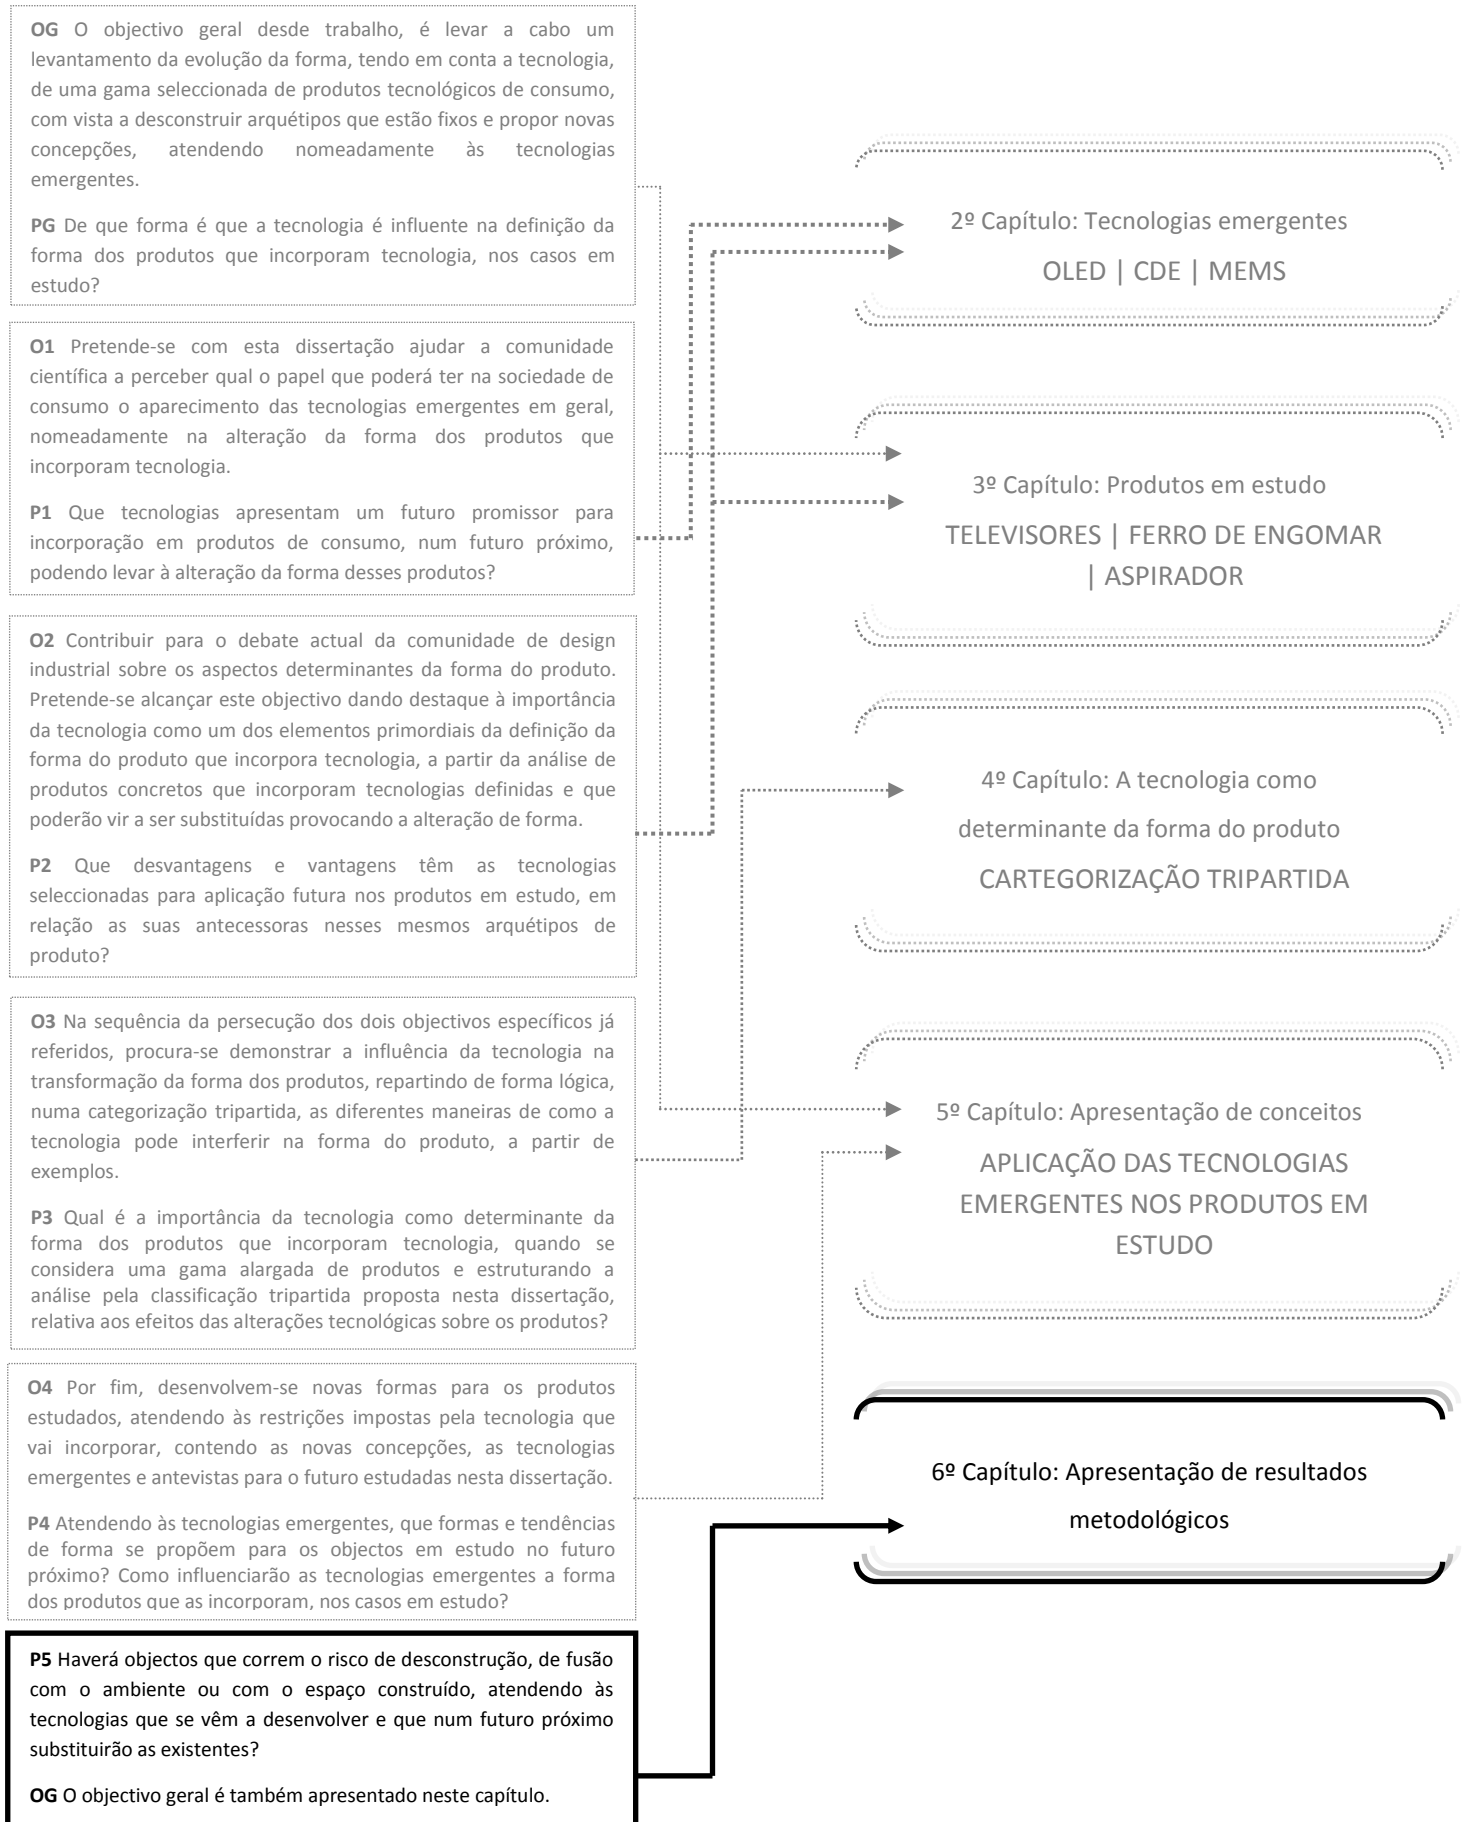 OG O objectivo geral desde trabalho, é levar a cabo um
levantamento da evolução da forma, tendo em conta a tecnologia,
de uma gama seleccionada de produtos tecnológicos de consumo,
com vista a desconstruir arquétipos que estão fixos e propor novas
concepções, atendendo nomeadamente às tecnologias
emergentes.
PG De que forma é que a tecnologia é influente na definição da
forma dos produtos que incorporam tecnologia, nos casos em
estudo?
O1 Pretende-se com esta dissertação ajudar a comunidade
científica a perceber qual o papel que poderá ter na sociedade de
consumo o aparecimento das tecnologias emergentes em geral,
nomeadamente na alteração da forma dos produtos que
incorporam tecnologia.
P1 Que tecnologias apresentam um futuro promissor para
incorporação em produtos de consumo, num futuro próximo,
podendo levar à alteração da forma desses produtos?
O2 Contribuir para o debate actual da comunidade de design
industrial sobre os aspectos determinantes da forma do produto.
Pretende-se alcançar este objectivo dando destaque à importância
da tecnologia como um dos elementos primordiais da definição da
forma do produto que incorpora tecnologia, a partir da análise de
produtos concretos que incorporam tecnologias definidas e que
poderão vir a ser substituídas provocando a alteração de forma.
P2 Que desvantagens e vantagens têm as tecnologias
seleccionadas para aplicação futura nos produtos em estudo, em
relação as suas antecessoras nesses mesmos arquétipos de
produto?
O3 Na sequência da persecução dos dois objectivos específicos já
referidos, procura-se demonstrar a influência da tecnologia na
transformação da forma dos produtos, repartindo de forma lógica,
numa categorização tripartida, as diferentes maneiras de como a
tecnologia pode interferir na forma do produto, a partir de
exemplos.
P3 Qual é a importância da tecnologia como determinante da
forma dos produtos que incorporam tecnologia, quando se
considera uma gama alargada de produtos e estruturando a
análise pela classificação tripartida proposta nesta dissertação,
relativa aos efeitos das alterações tecnológicas sobre os produtos?
O4 Por fim, desenvolvem-se novas formas para os produtos
estudados, atendendo às restrições impostas pela tecnologia que
vai incorporar, contendo as novas concepções, as tecnologias
emergentes e antevistas para o futuro estudadas nesta dissertação.
P4 Atendendo às tecnologias emergentes, que formas e tendências
de forma se propõem para os objectos em estudo no futuro
próximo? Como influenciarão as tecnologias emergentes a forma
dos produtos que as incorporam, nos casos em estudo?
P5 Haverá objectos que correm o risco de desconstrução, de fusão
com o ambiente ou com o espaço construído, atendendo às
tecnologias que se vêm a desenvolver e que num futuro próximo
substituirão as existentes?
OG O objectivo geral é também apresentado neste capítulo.
2º Capítulo: Tecnologias emergentes
OLED | CDE | MEMS
3º Capítulo: Produtos em estudo
TELEVISORES | FERRO DE ENGOMAR
| ASPIRADOR
4º Capítulo: A tecnologia como
determinante da forma do produto
CARTEGORIZAÇÃO TRIPARTIDA
5º Capítulo: Apresentação de conceitos
APLICAÇÃO DAS TECNOLOGIAS
EMERGENTES NOS PRODUTOS EM
ESTUDO
6º Capítulo: Apresentação de resultados
metodológicos